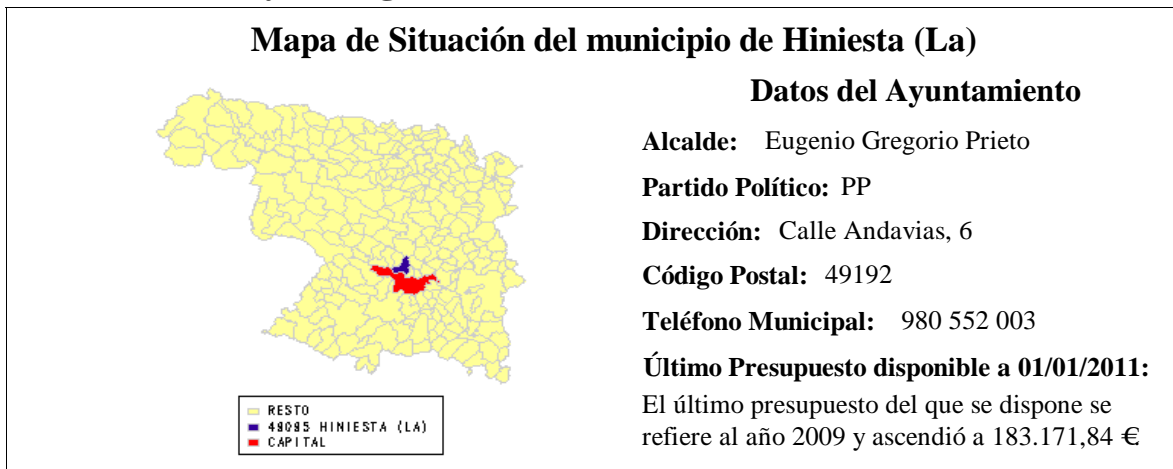 Mapa de Situación del municipio de Hiniesta (La)
Datos del Ayuntamiento
Alcalde: Eugenio Gregorio Prieto
Partido Político: PP
Dirección: Calle Andavias, 6
Código Postal: 49192
Teléfono Municipal: 980 552 003
Último Presupuesto disponible a 01/01/2011:
El último presupuesto del que se dispone se
refiere al año 2009 y ascendió a 183.171,84 €
RESTO
49095 HINIESTA (LA)
CAPITAL